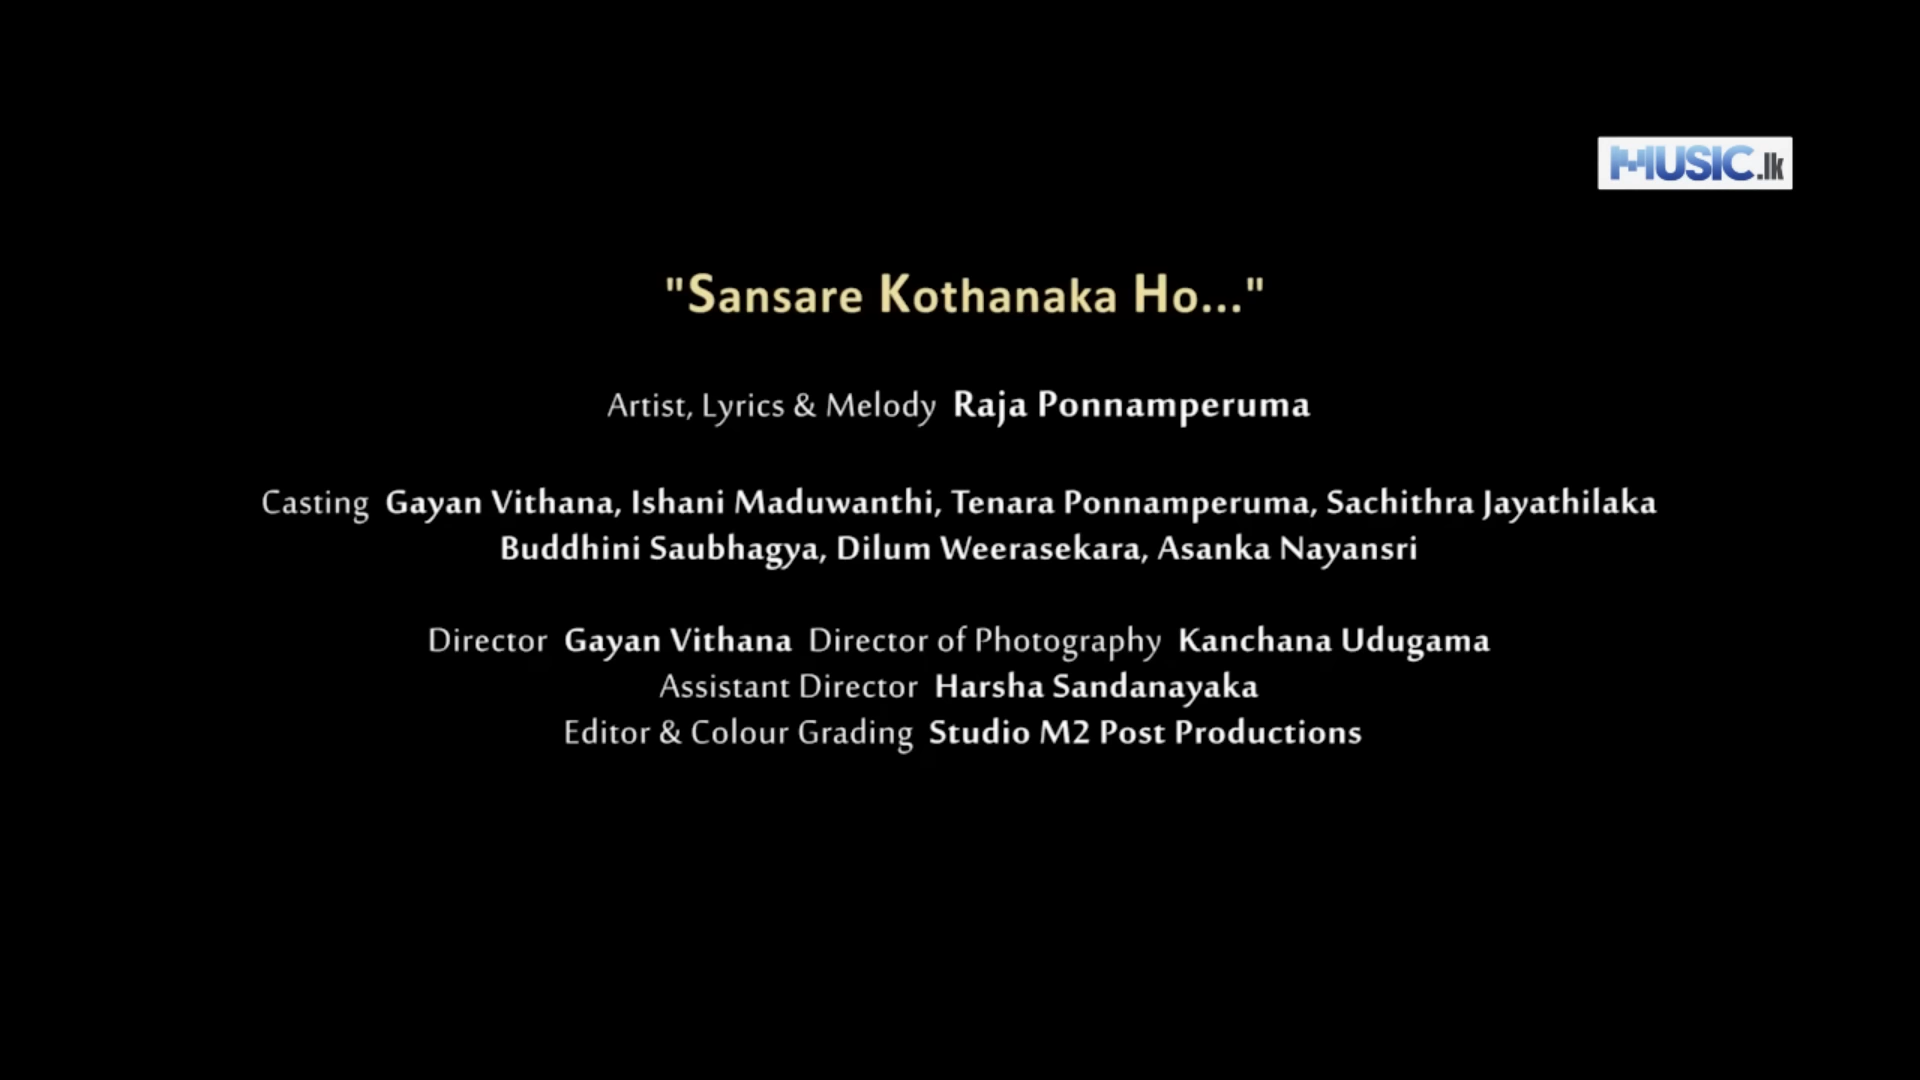 MUSIC.lk
"Sansare Kothanaka Ho..."
Artist, Lyrics & Melody Raja Ponnamperuma
Casting Gayan Vithana, Ishani Maduwanthi, Tenara Ponnamperuma, Sachithra Jayathilaka
Buddhini Saubhagya, Dilum Weerasekara, Asanka Nayansri
Director Gayan Vithana Director of Photography Kanchana Udugama
Assistant Director Harsha Sandanayaka
Editor & Colour Grading Studio M2 Post Productions